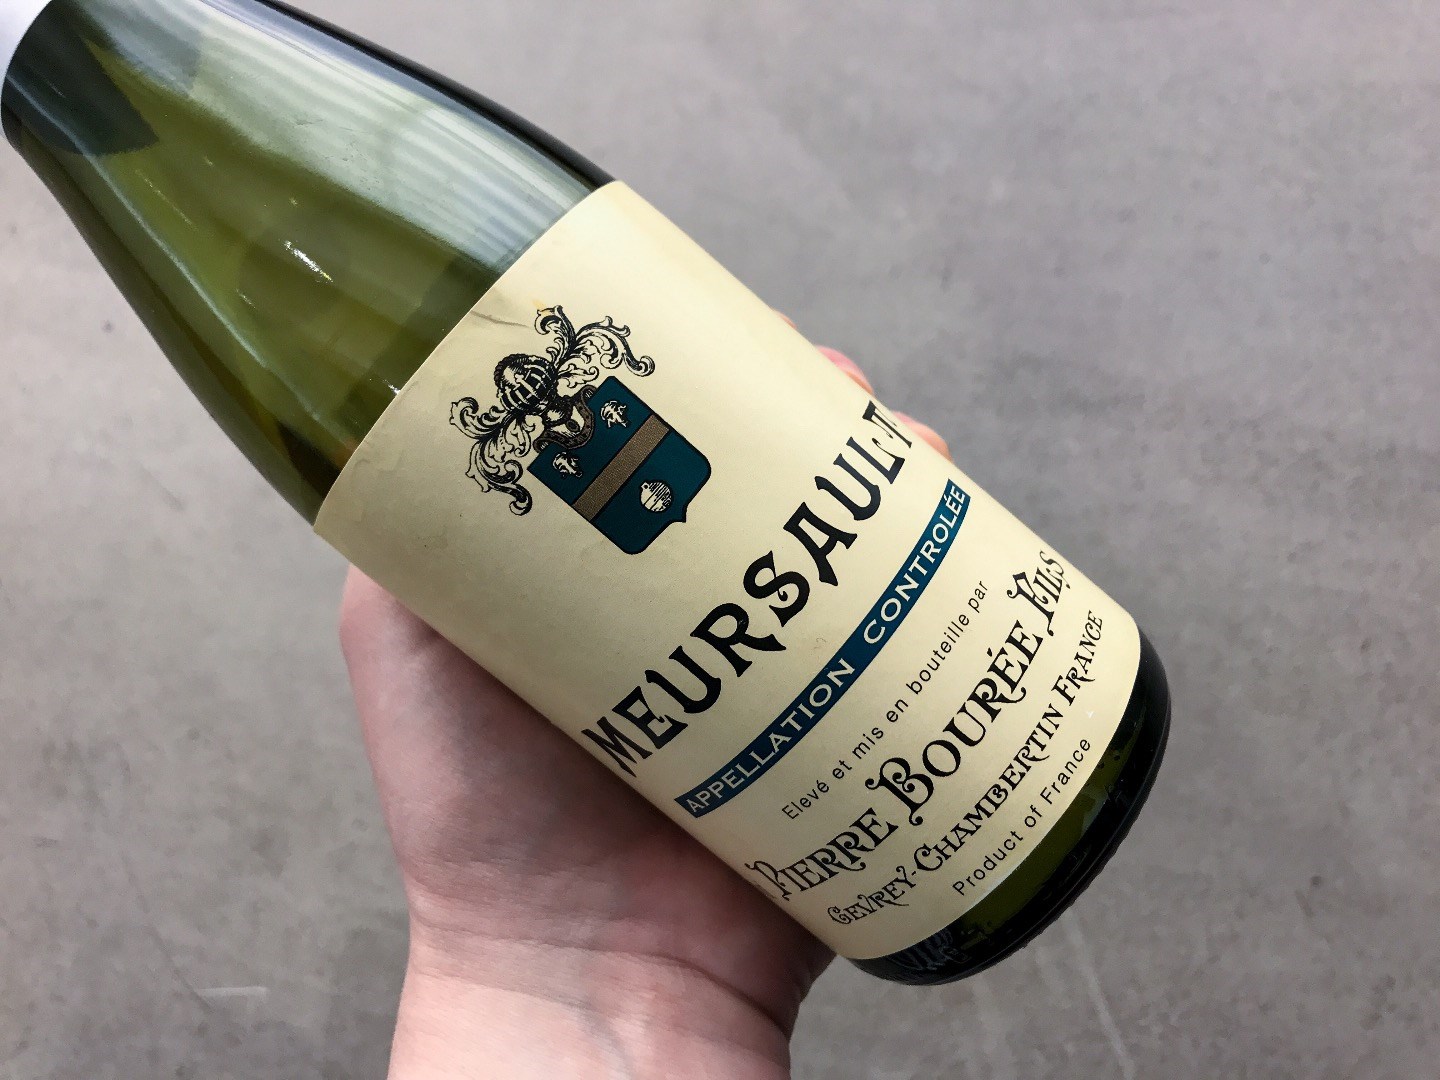 MEURSAULT
APPELLATION CONTROLÉE
Elevé et mis en bouteille par
PIERRE BOURÉE FILS
GEVREY-CHAMBERTIN FRANCE
Product of France